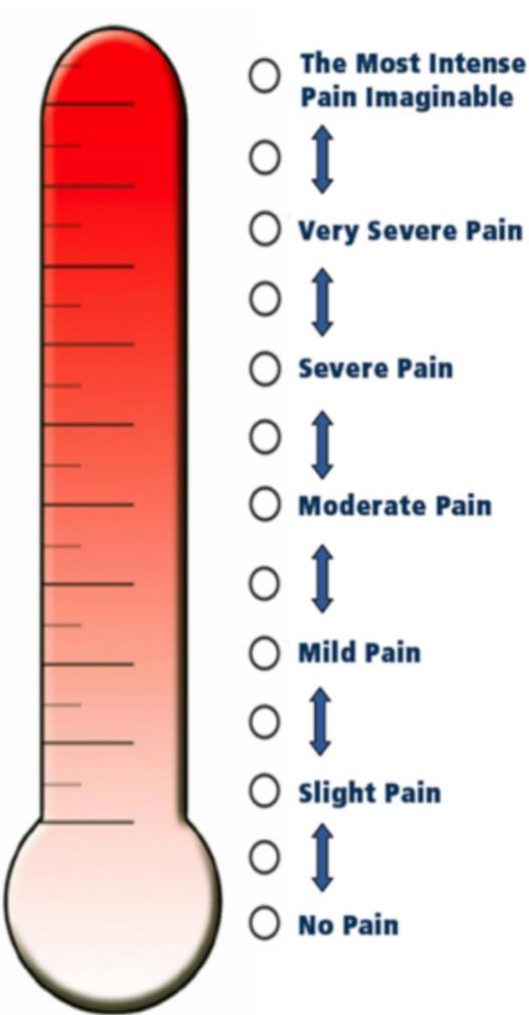 The Most Intense
Pain Imaginable
Very Severe Pain
Severe Pain
Moderate Pain
Mild Pain
Slight Pain
No Pain